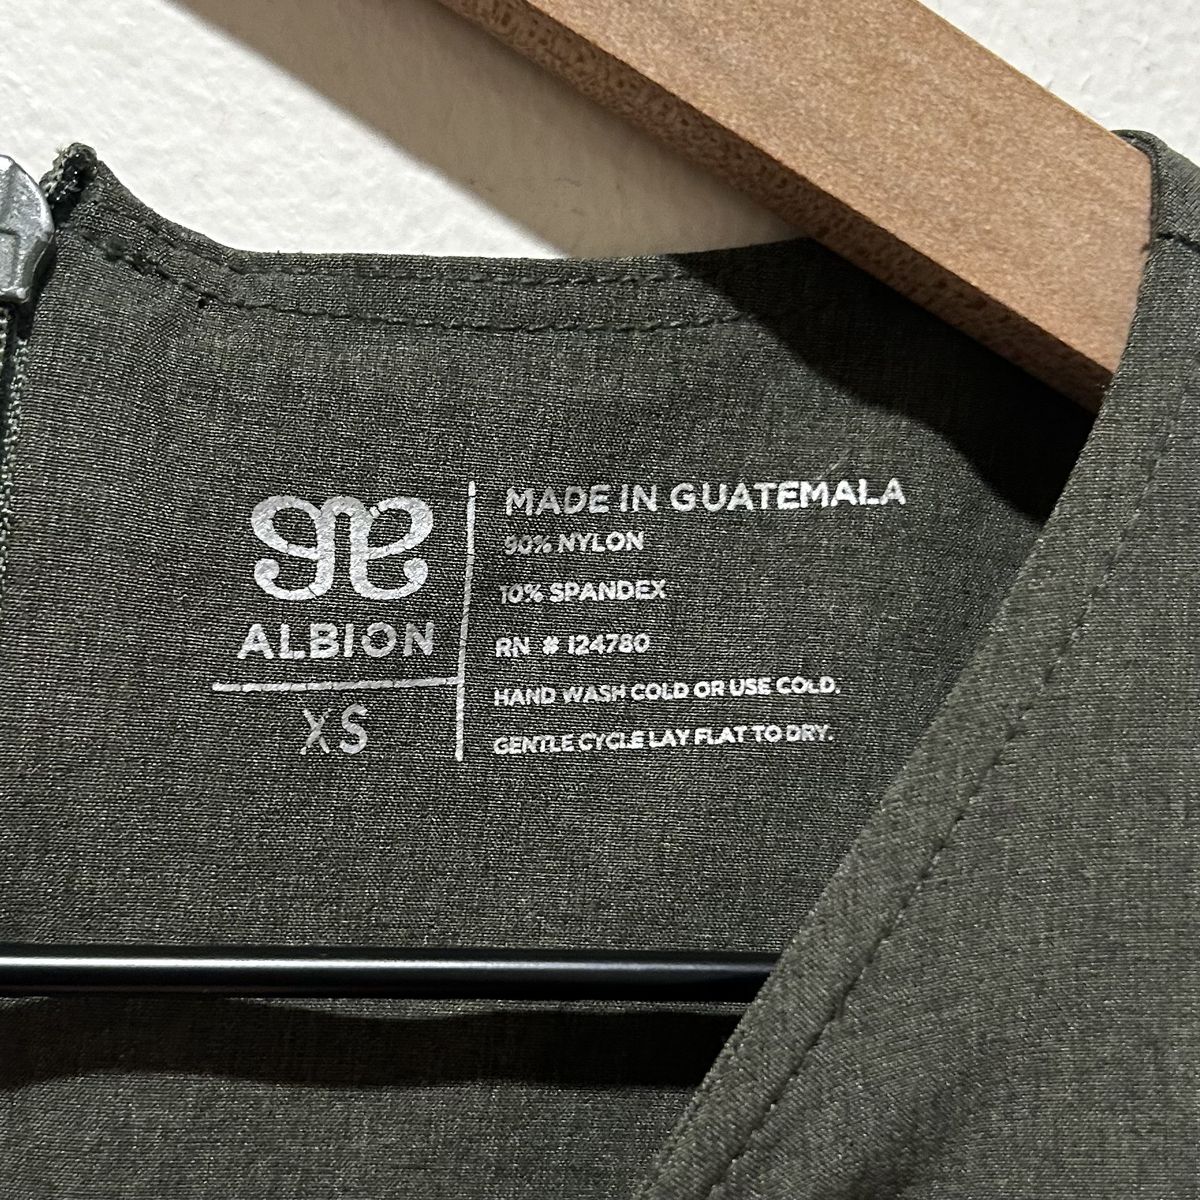 ALBION
XS
MADE IN GUATEMALA
90% NYLON
10% SPANDEX
RN # 124780
HAND WASH COLD OR USE COLD.
GENTLE CYCLE LAY FLAT TO DRY.